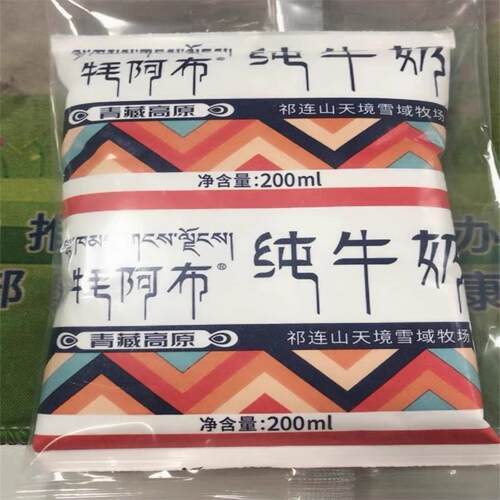 牦阿布 纯牛奶
青藏高原 祁连山天境雪域牧场
净含量:200ml
牦阿布® 纯牛奶
青藏高原 祁连山天境雪域牧场
净含量:200ml
办
康